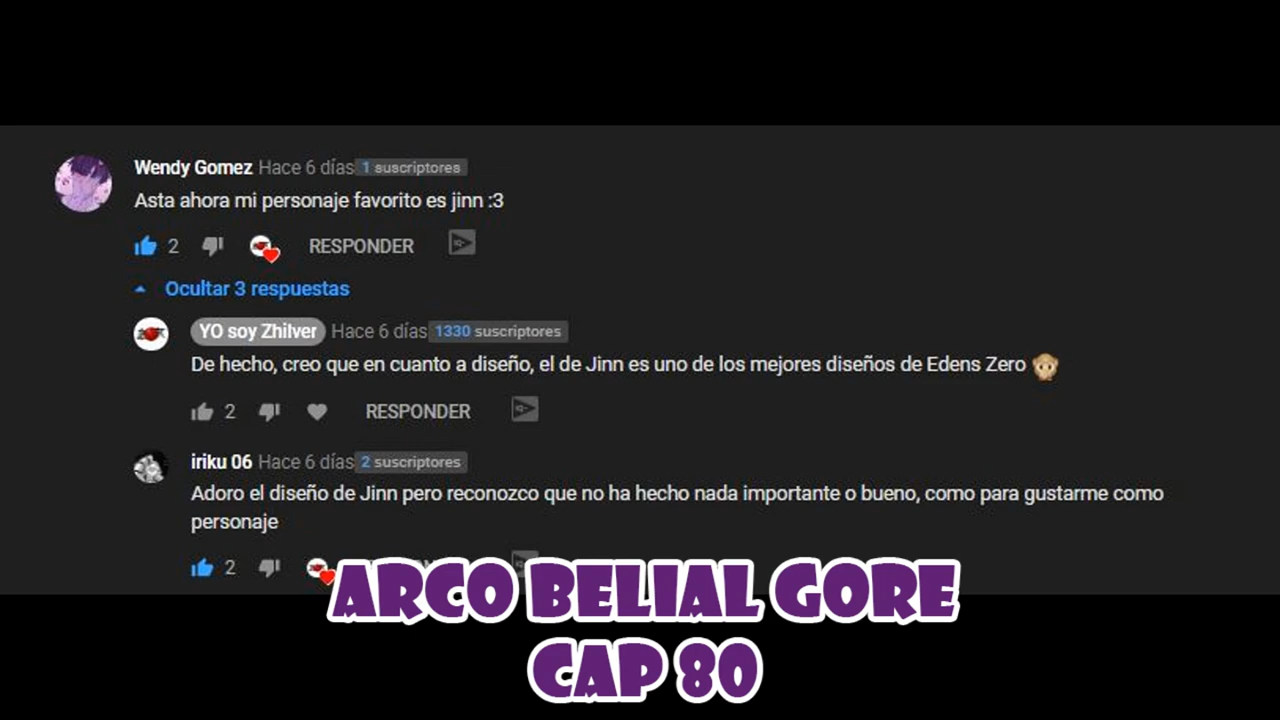 Wendy Gomez Hace 6 días 1 suscriptores
Asta ahora mi personaje favorito es jinn :3
2 RESPONDER
Ocultar 3 respuestas
YO soy Zhilver Hace 6 días 1330 suscriptores
De hecho, creo que en cuanto a diseño, el de Jinn es uno de los mejores diseños de Edens Zero 🙊
2 RESPONDER
iriku 06 Hace 6 días 2 suscriptores
Adoro el diseño de Jinn pero reconozco que no ha hecho nada importante o bueno, como para gustarme como
personaje
2
ARCO BELIAL GORE
CAP 80